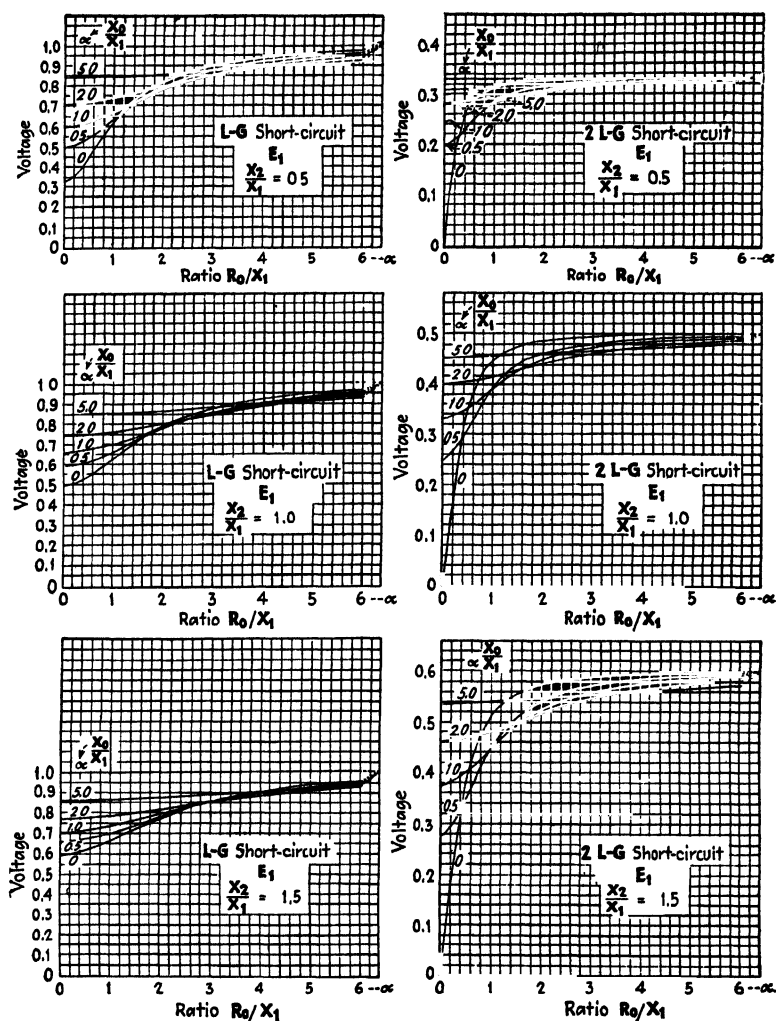 Voltage
1.0
0.9
0.8
0.7
0.6
0.5
0.4
0.3
0.2
0.1
0
∝ X0/X1
5.0
2.0
1.0
0.5
0
L-G Short-circuit
E1
X2/X1 = 0.5
0 1 2 3 4 5 6--∝
Ratio R0/X1
Voltage
0.4
0.3
0.2
0.1
0
∝ X0/X1
5.0
2.0
1.0
0.5
0
2 L-G Short-circuit
E1
X2/X1 = 0.5
0 1 2 3 4 5 6--∝
Ratio R0/X1
Voltage
1.0
0.9
0.8
0.7
0.6
0.5
0.4
0.3
0.2
0.1
0
∝ X0/X1
5.0
2.0
1.0
0.5
0
L-G Short-circuit
E1
X2/X1 = 1.0
0 1 2 3 4 5 6--∝
Ratio R0/X1
Voltage
0.5
0.4
0.3
0.2
0.1
0
∝ X0/X1
5.0
2.0
1.0
0.5
0
2 L-G Short-circuit
E1
X2/X1 = 1.0
0 1 2 3 4 5 6--∝
Ratio R0/X1
Voltage
1.0
0.9
0.8
0.7
0.6
0.5
0.4
0.3
0.2
0.1
0
∝ X0/X1
5.0
2.0
1.0
0.5
0
L-G Short-circuit
E1
X2/X1 = 1.5
0 1 2 3 4 5 6--∝
Ratio R0/X1
Voltage
0.6
0.5
0.4
0.3
0.2
0.1
0
∝ X0/X1
5.0
2.0
1.0
0.5
0
2 L-G Short-circuit
E1
X2/X1 = 1.5
0 1 2 3 4 5 6--∝
Ratio R0/X1